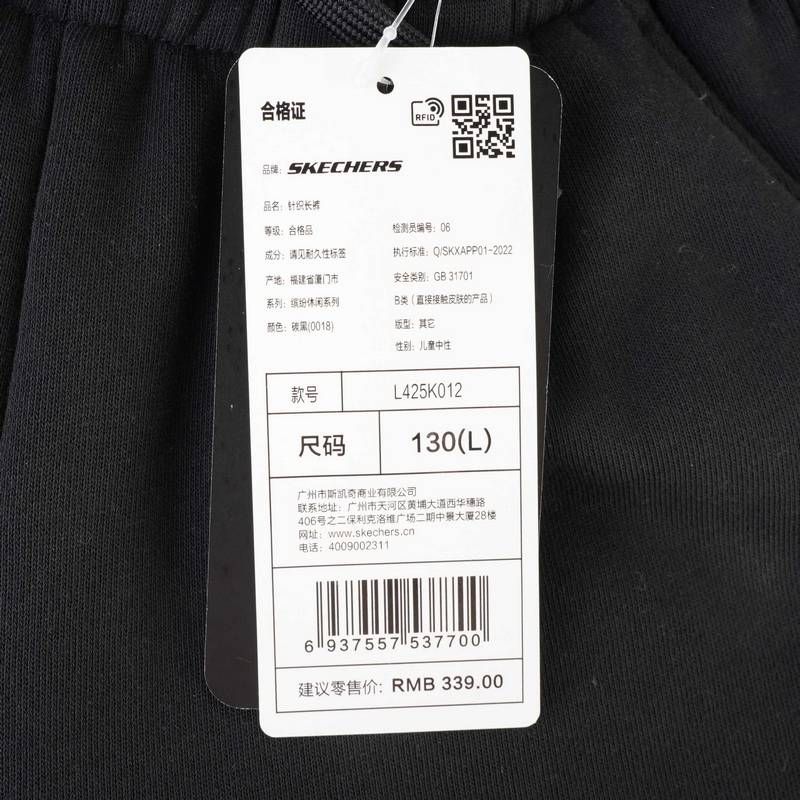 合格证
RFID
品牌: SKECHERS
品名: 针织长裤
等级: 合格品
检测员编号: 06
成分: 请见耐久性标签
执行标准: Q/SKXAPP01-2022
产地: 福建省厦门市
安全类别: GB 31701
系列: 缤纷休闲系列
B类 (直接接触皮肤的产品)
颜色: 碳黑(0018)
版型: 其它
性别: 儿童中性
款号 L425K012
尺码 130(L)
广州市斯凯奇商业有限公司
联系地址: 广州市天河区黄埔大道西华穗路
406号之二保利克洛维广场二期中景大厦28楼
网址: www.skechers.cn
电话: 4009002311
6 937557 537700
建议零售价: RMB 339.00